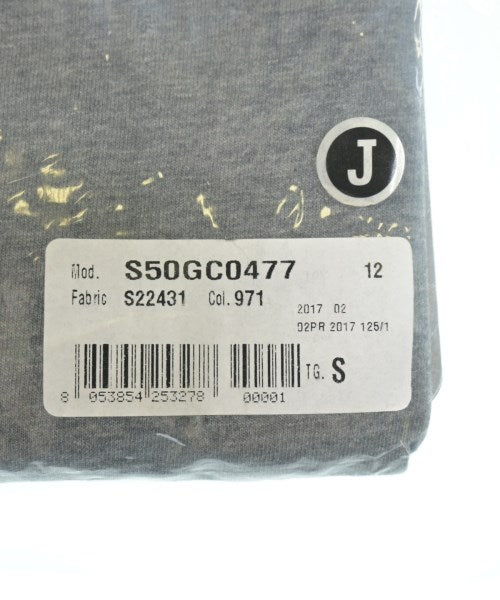 J
Mod. S50GC0477 12
Fabric S22431 Col. 971
2017 02
02PR 2017 125/1
TG. S
8 053854 253278 00001